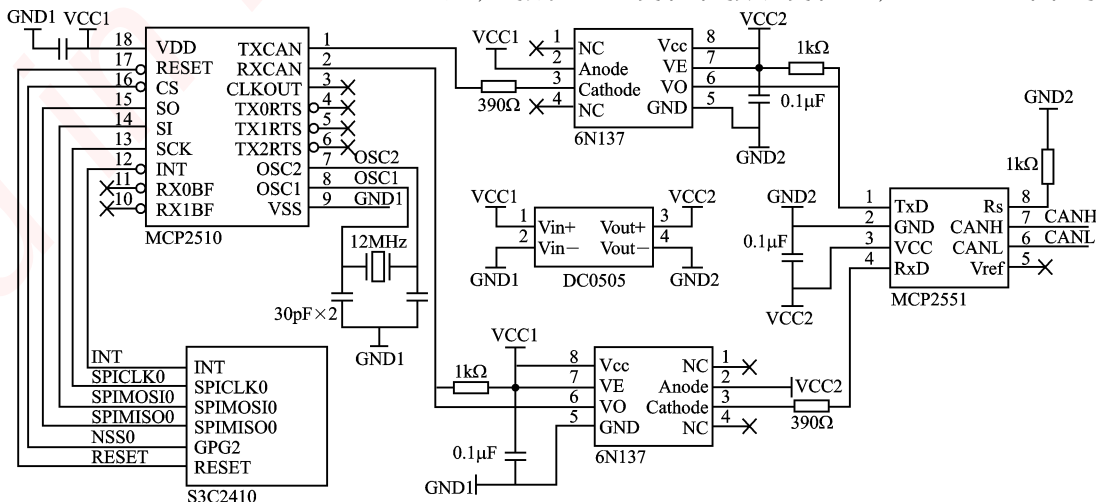 GND1 VCC1
18 VDD TXCAN 1
17 RESET RXCAN 2
16 CS CLKOUT 3
15 SO TX0RTS 4
14 SI TX1RTS 5
13 SCK TX2RTS 6
12 INT OSC2 7 OSC2
11 RX0BF OSC1 8 OSC1
10 RX1BF VSS 9 GND1
MCP2510
12MHz
30pF×2
GND1
VCC1
390Ω
1 NC Vcc 8
2 Anode VE 7
3 Cathode VO 6
4 NC GND 5
6N137
VCC2
1kΩ
0.1μF
GND2
VCC1 VCC2
1 Vin+ Vout+ 3
2 Vin− Vout− 4
GND1 DC0505 GND2
GND2
1kΩ
GND2
0.1μF
VCC2
1 TxD Rs 8
2 GND CANH 7 CANH
3 VCC CANL 6 CANL
4 RxD Vref 5
MCP2551
VCC1
1kΩ
8 Vcc NC 1
7 VE Anode 2 VCC2
6 VO Cathode 3
5 GND NC 4
390Ω
6N137
0.1μF
GND1
INT INT
SPICLK0 SPICLK0
SPIMOSI0 SPIMOSI0
SPIMISO0 SPIMISO0
NSS0 GPG2
RESET RESET
S3C2410